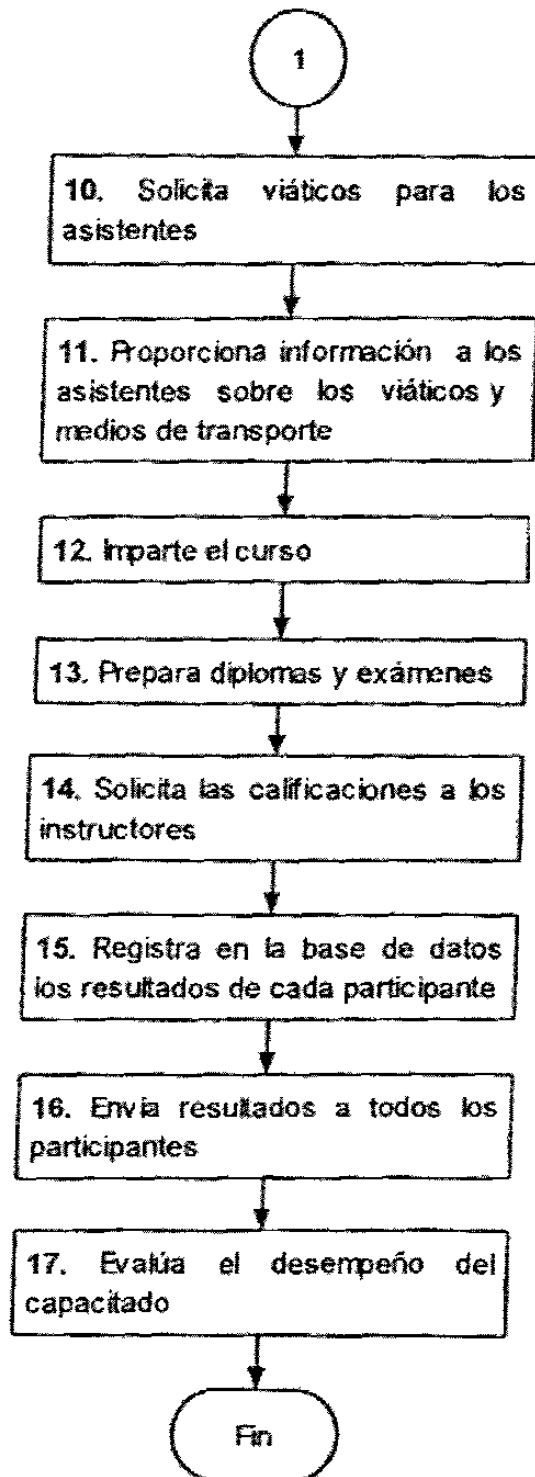 1
10. Solicita viáticos para los
asistentes
11. Proporciona información a los
asistentes sobre los viáticos y
medios de transporte
12. Imparte el curso
13. Prepara diplomas y exámenes
14. Solicita las calificaciones a los
instructores
15. Registra en la base de datos
los resultados de cada participante
16. Envia resultados a todos los
participantes
17. Evalúa el desempeño del
capacitado
Fin